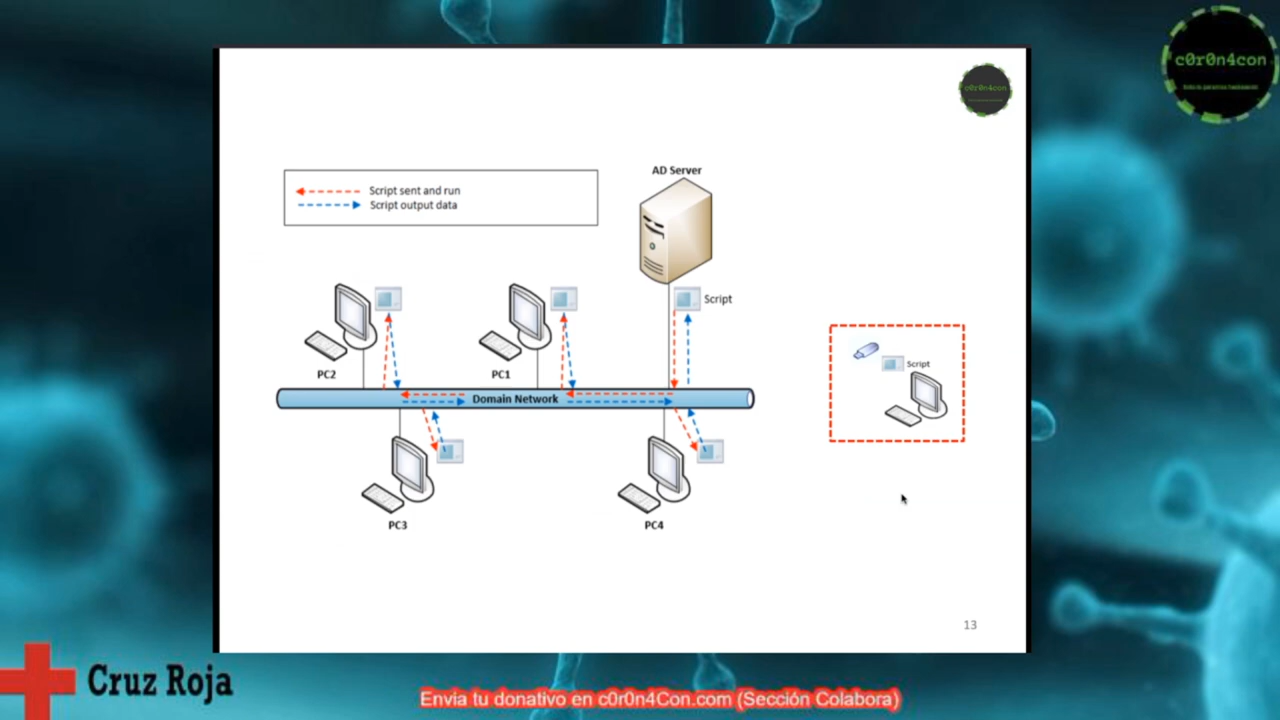 c0r0n4con
c0r0n4con
AD Server
Script sent and run
Script output data
Script
PC2
PC1
Script
Domain Network
PC3
PC4
13
Cruz Roja
Envia tu donativo en c0r0n4Con.com (Sección Colabora)